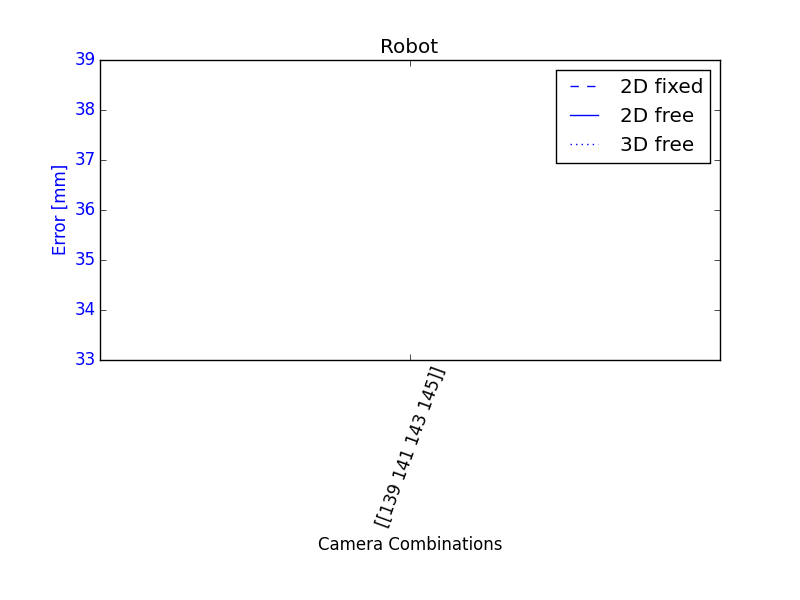 Robot
39
38
37
36
35
34
33
Error [mm]
2D fixed
2D free
3D free
[[139 141 143 145]]
Camera Combinations